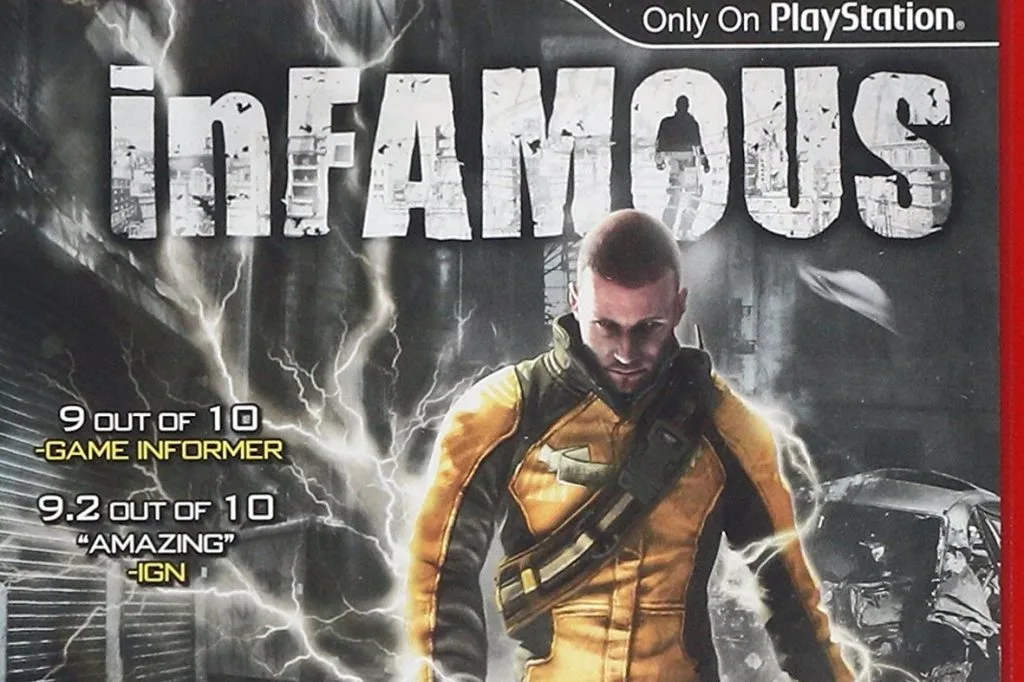 Only On PlayStation®
inFAMOUS
9 OUT OF 10
-GAME INFORMER
9.2 OUT OF 10
"AMAZING"
-IGN